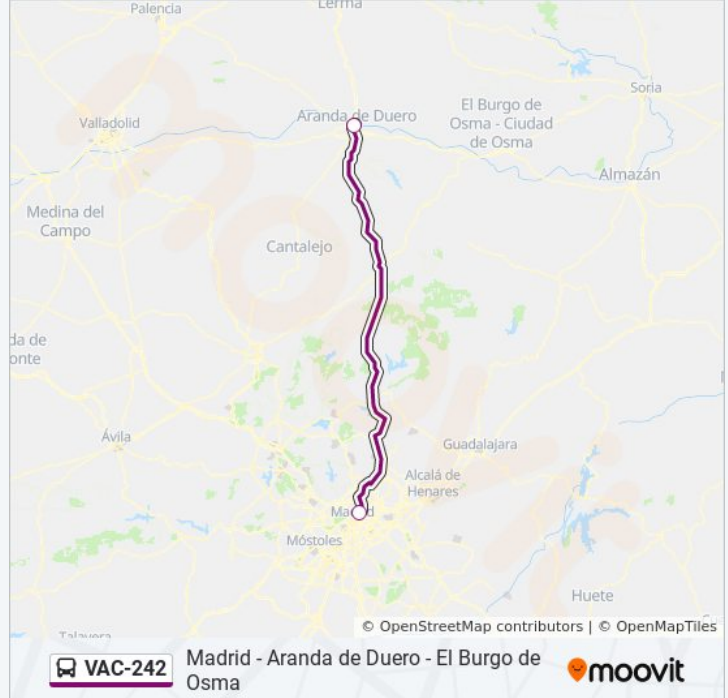 Palencia
Lerma
Soria
Aranda de Duero
El Burgo de
Osma - Ciudad
de Osma
Valladolid
Almazán
Medina del
Campo
Cantalejo
da de
onte
Ávila
Guadalajara
Alcalá de
Henares
Madrid
Móstoles
Huete
Talavera
© OpenStreetMap contributors | © OpenMapTiles
VAC-242
Madrid - Aranda de Duero - El Burgo de
Osma
moovit